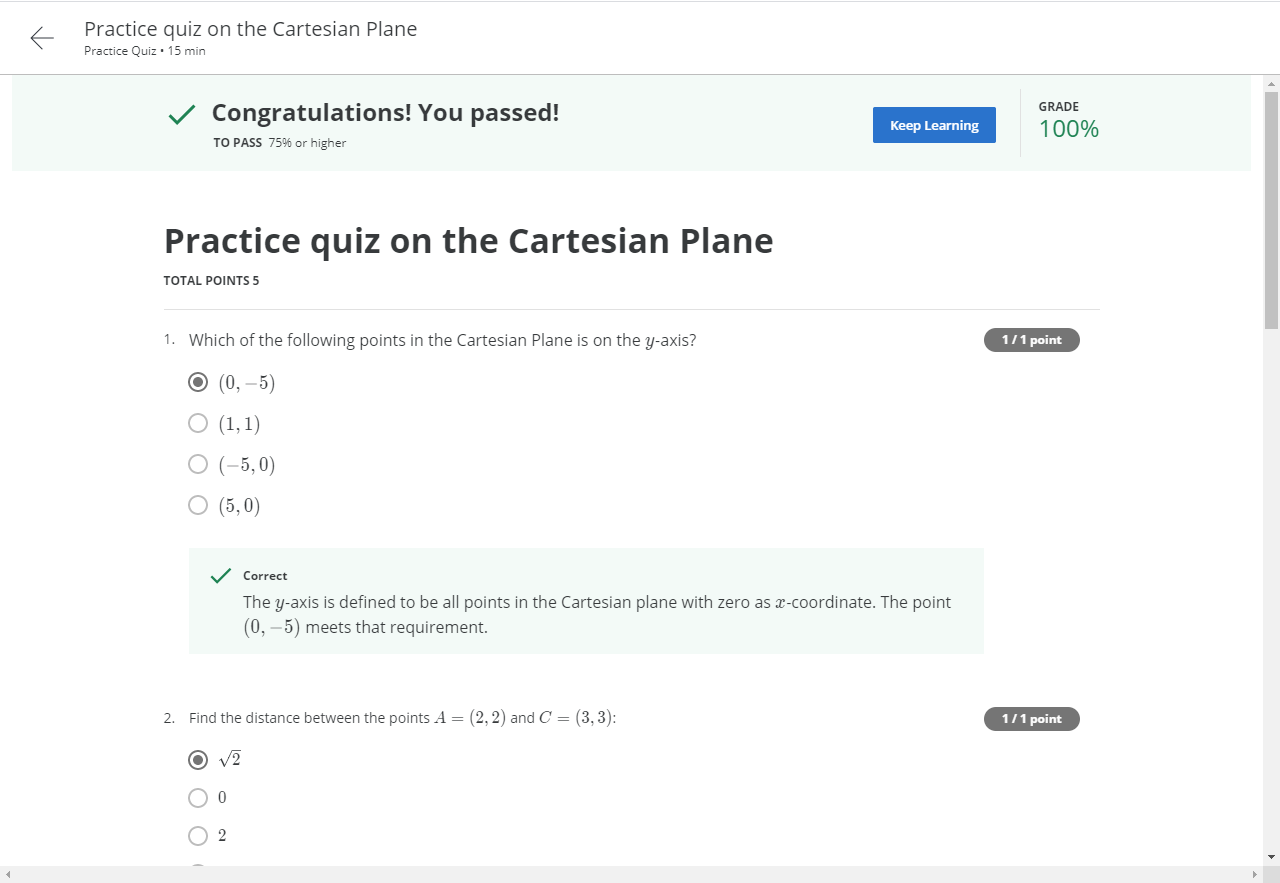 Practice quiz on the Cartesian Plane
Practice Quiz • 15 min
Congratulations! You passed!
TO PASS 75% or higher
Keep Learning
GRADE
100%
Practice quiz on the Cartesian Plane
TOTAL POINTS 5
1. Which of the following points in the Cartesian Plane is on the y-axis?
1 / 1 point
(0, −5)
(1, 1)
(−5, 0)
(5, 0)
Correct
The y-axis is defined to be all points in the Cartesian plane with zero as x-coordinate. The point
(0, −5) meets that requirement.
2. Find the distance between the points A = (2, 2) and C = (3, 3):
1 / 1 point
√2
0
2